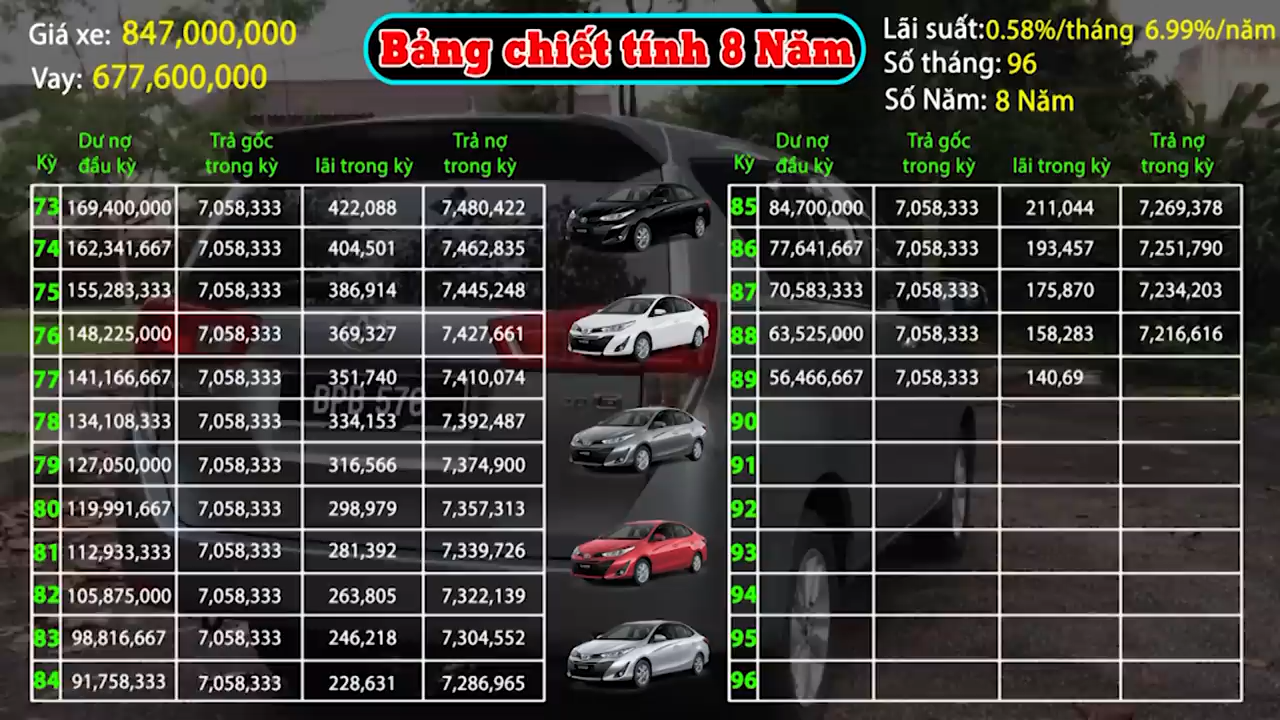 Giá xe: 847,000,000
Vay: 677,600,000
Bảng chiết tính 8 Năm
Lãi suất:0.58%/tháng 6.99%/năm
Số tháng: 96
Số Năm: 8 Năm
Kỳ Dư nợ đầu kỳ Trả gốc trong kỳ lãi trong kỳ Trả nợ trong kỳ
73 169,400,000 7,058,333 422,088 7,480,422
74 162,341,667 7,058,333 404,501 7,462,835
75 155,283,333 7,058,333 386,914 7,445,248
76 148,225,000 7,058,333 369,327 7,427,661
77 141,166,667 7,058,333 351,740 7,410,074
78 134,108,333 7,058,333 334,153 7,392,487
79 127,050,000 7,058,333 316,566 7,374,900
80 119,991,667 7,058,333 298,979 7,357,313
81 112,933,333 7,058,333 281,392 7,339,726
82 105,875,000 7,058,333 263,805 7,322,139
83 98,816,667 7,058,333 246,218 7,304,552
84 91,758,333 7,058,333 228,631 7,286,965
Kỳ Dư nợ đầu kỳ Trả gốc trong kỳ lãi trong kỳ Trả nợ trong kỳ
85 84,700,000 7,058,333 211,044 7,269,378
86 77,641,667 7,058,333 193,457 7,251,790
87 70,583,333 7,058,333 175,870 7,234,203
88 63,525,000 7,058,333 158,283 7,216,616
89 56,466,667 7,058,333 140,69
90
91
92
93
94
95
96
BPB 576